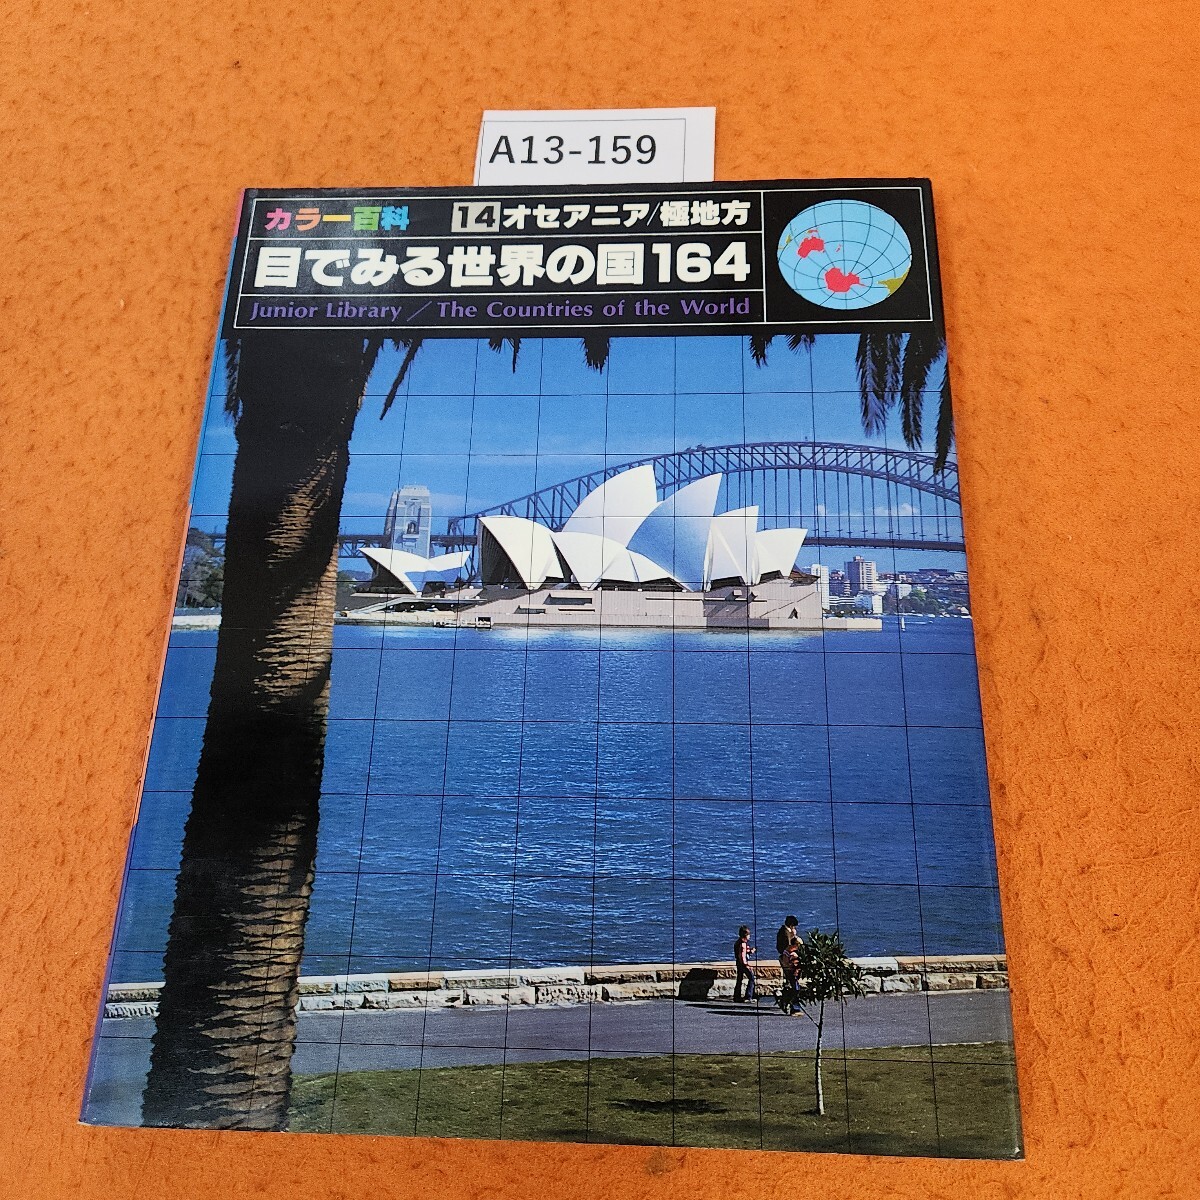 A13-159
カラー百科 14 オセアニア/極地方
目でみる世界の国164
Junior Library / The Countries of the World